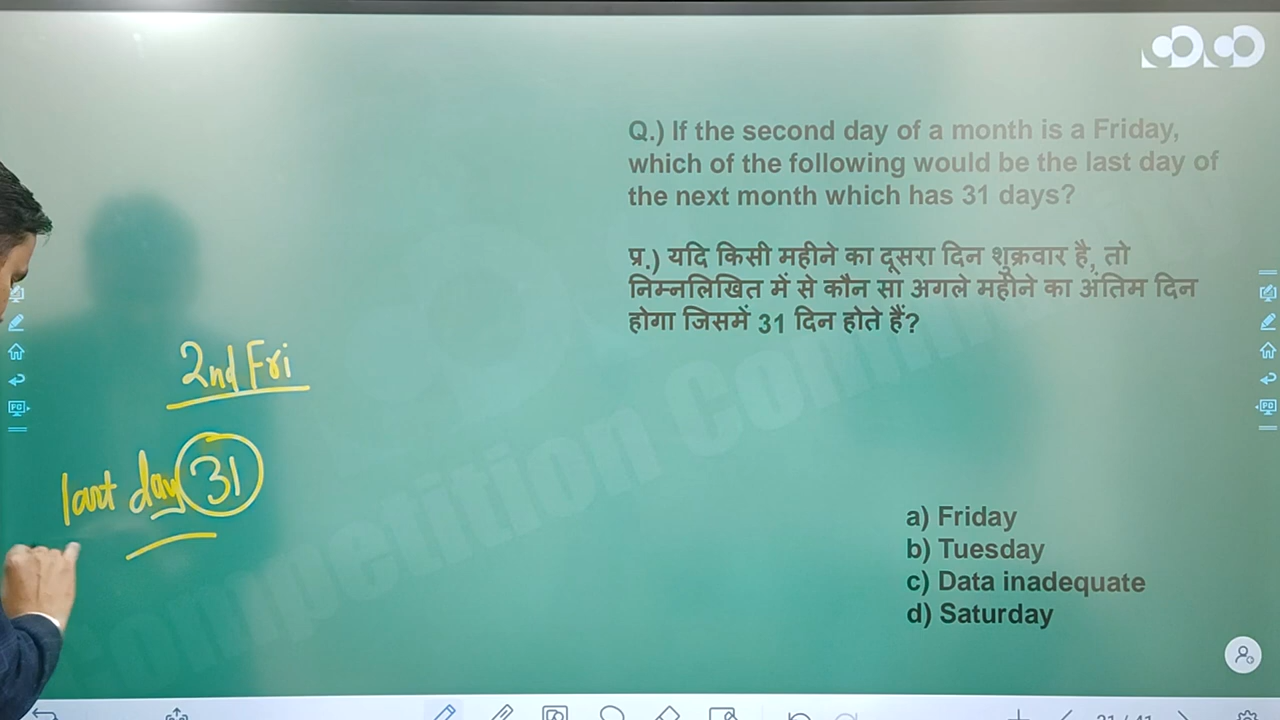 Q.) If the second day of a month is a Friday,
which of the following would be the last day of
the next month which has 31 days?
प्र.) यदि किसी महीने का दूसरा दिन शुक्रवार है, तो
निम्नलिखित में से कौन सा अगले महीने का अंतिम दिन
होगा जिसमें 31 दिन होते हैं?
2nd Fri
last day 31
a) Friday
b) Tuesday
c) Data inadequate
d) Saturday